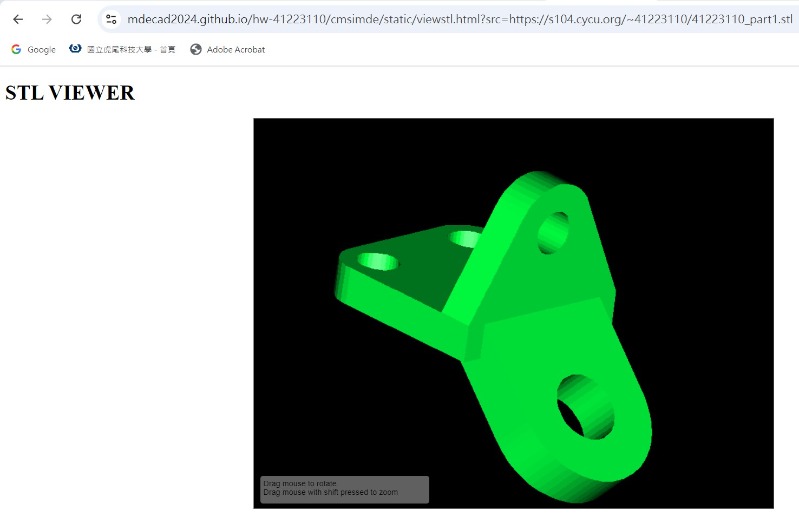 mdecad2024.github.io/hw-41223110/cmsimde/static/viewstl.html?src=https://s104.cycu.org/~41223110/41223110_part1.stl
Google 國立虎尾科技大學 - 首頁 Adobe Acrobat
STL VIEWER
Drag mouse to rotate
Drag mouse with shift pressed to zoom